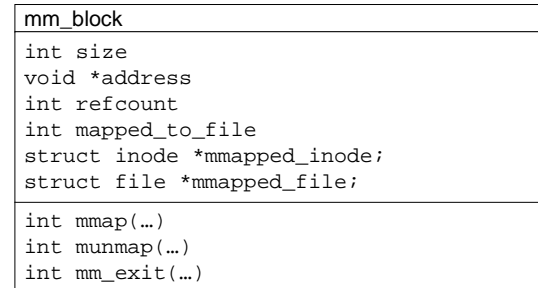 mm_block
int size
void *address
int refcount
int mapped_to_file
struct inode *mmapped_inode;
struct file *mmapped_file;
int mmap(…)
int munmap(…)
int mm_exit(…)